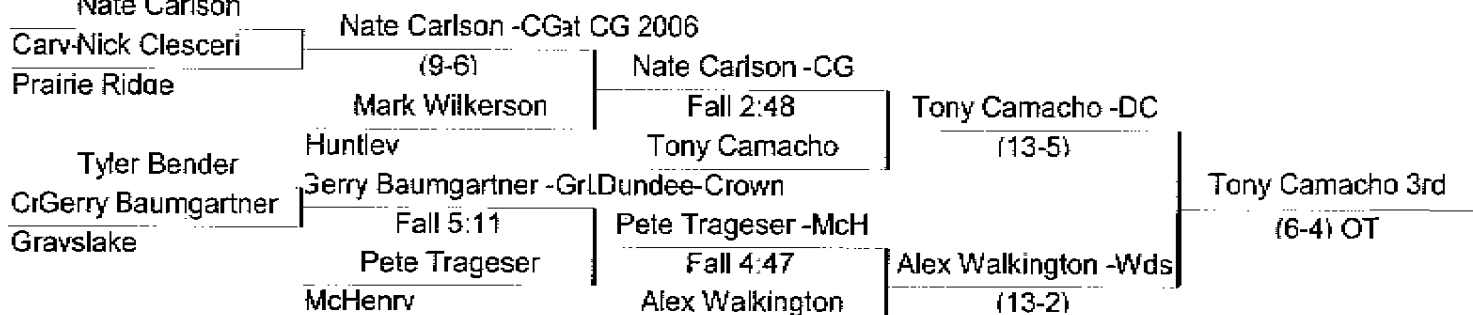 Nate Carlson
Carv-Nick Clesceri
Prairie Ridge
Tyler Bender
CrGerry Baumgartner
Gravslake
Nate Carlson -CGat CG 2006
(9-6)
Mark Wilkerson
Huntley
Gerry Baumgartner -GrLDundee-Crown
Fall 5:11
Pete Trageser
McHenry
Nate Carlson -CG
Fall 2:48
Tony Camacho
Pete Trageser -McH
Fall 4:47
Alex Walkington
Tony Camacho -DC
(13-5)
Alex Walkington -Wds
(13-2)
Tony Camacho 3rd
(6-4) OT